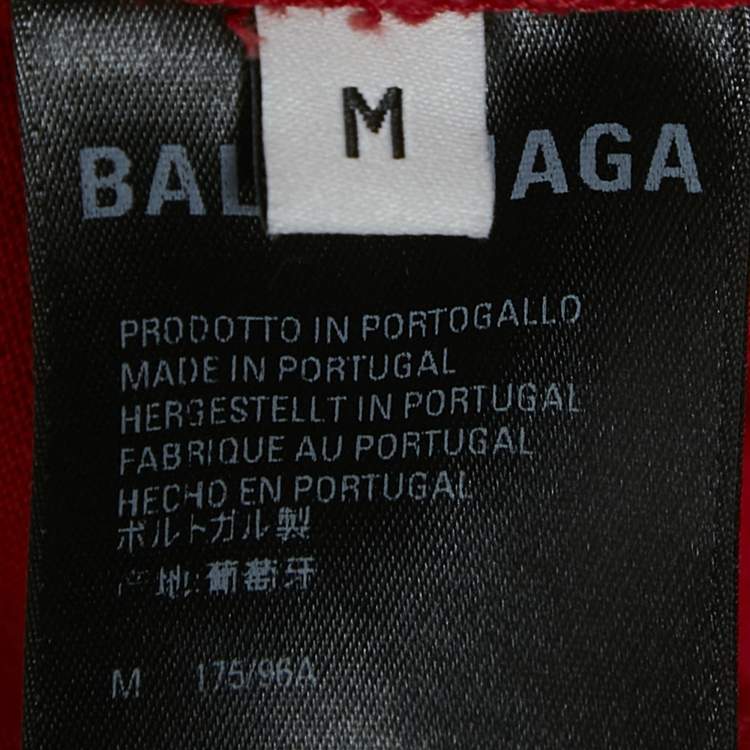 M
BAL AGA
PRODOTTO IN PORTOGALLO
MADE IN PORTUGAL
HERGESTELLT IN PORTUGAL
FABRIQUE AU PORTUGAL
HECHO EN PORTUGAL
ポルトガル製
产地:葡萄牙
M 175/96A